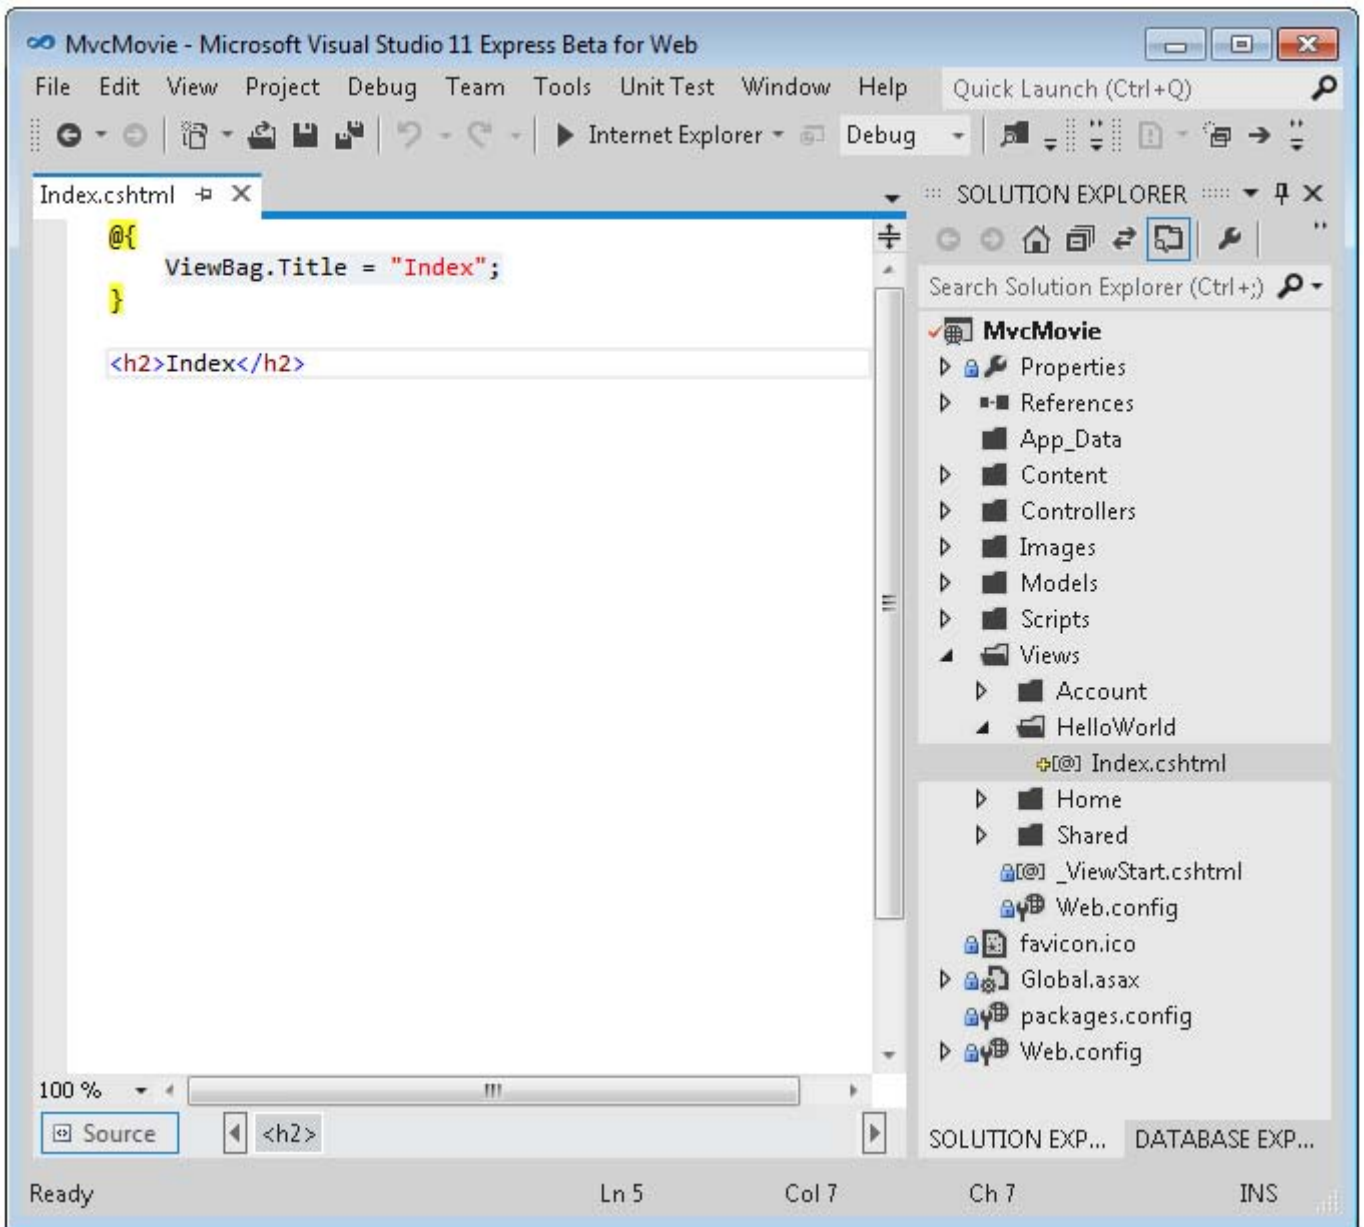 MvcMovie - Microsoft Visual Studio 11 Express Beta for Web
File Edit View Project Debug Team Tools Unit Test Window Help Quick Launch (Ctrl+Q)
Internet Explorer Debug
Index.cshtml
@{
ViewBag.Title = "Index";
}
<h2>Index</h2>
100 %
Source <h2>
SOLUTION EXPLORER
Search Solution Explorer (Ctrl+;)
MvcMovie
Properties
References
App_Data
Content
Controllers
Images
Models
Scripts
Views
Account
HelloWorld
[@] Index.cshtml
Home
Shared
[@] _ViewStart.cshtml
Web.config
favicon.ico
Global.asax
packages.config
Web.config
SOLUTION EXP... DATABASE EXP...
Ready Ln 5 Col 7 Ch 7 INS